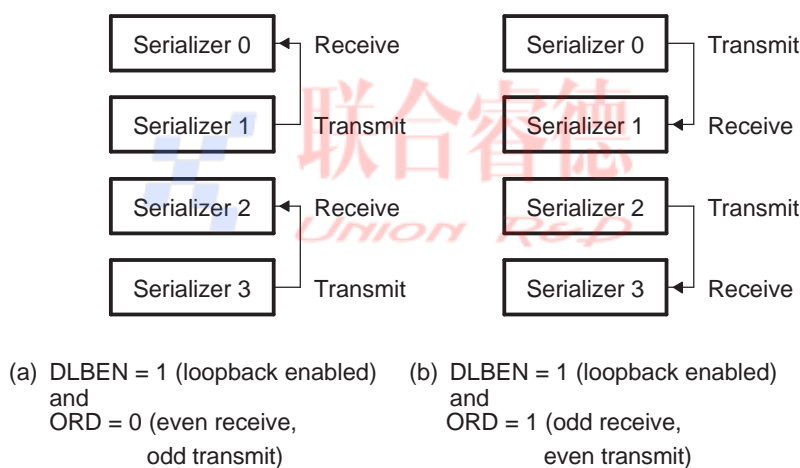 Serializer 0 Receive
Serializer 1 Transmit
Serializer 2 Receive
Serializer 3 Transmit
(a) DLBEN = 1 (loopback enabled)
and
ORD = 0 (even receive,
odd transmit)
Serializer 0 Transmit
Serializer 1 Receive
Serializer 2 Transmit
Serializer 3 Receive
(b) DLBEN = 1 (loopback enabled)
and
ORD = 1 (odd receive,
even transmit)
联合睿德
UNION R&D